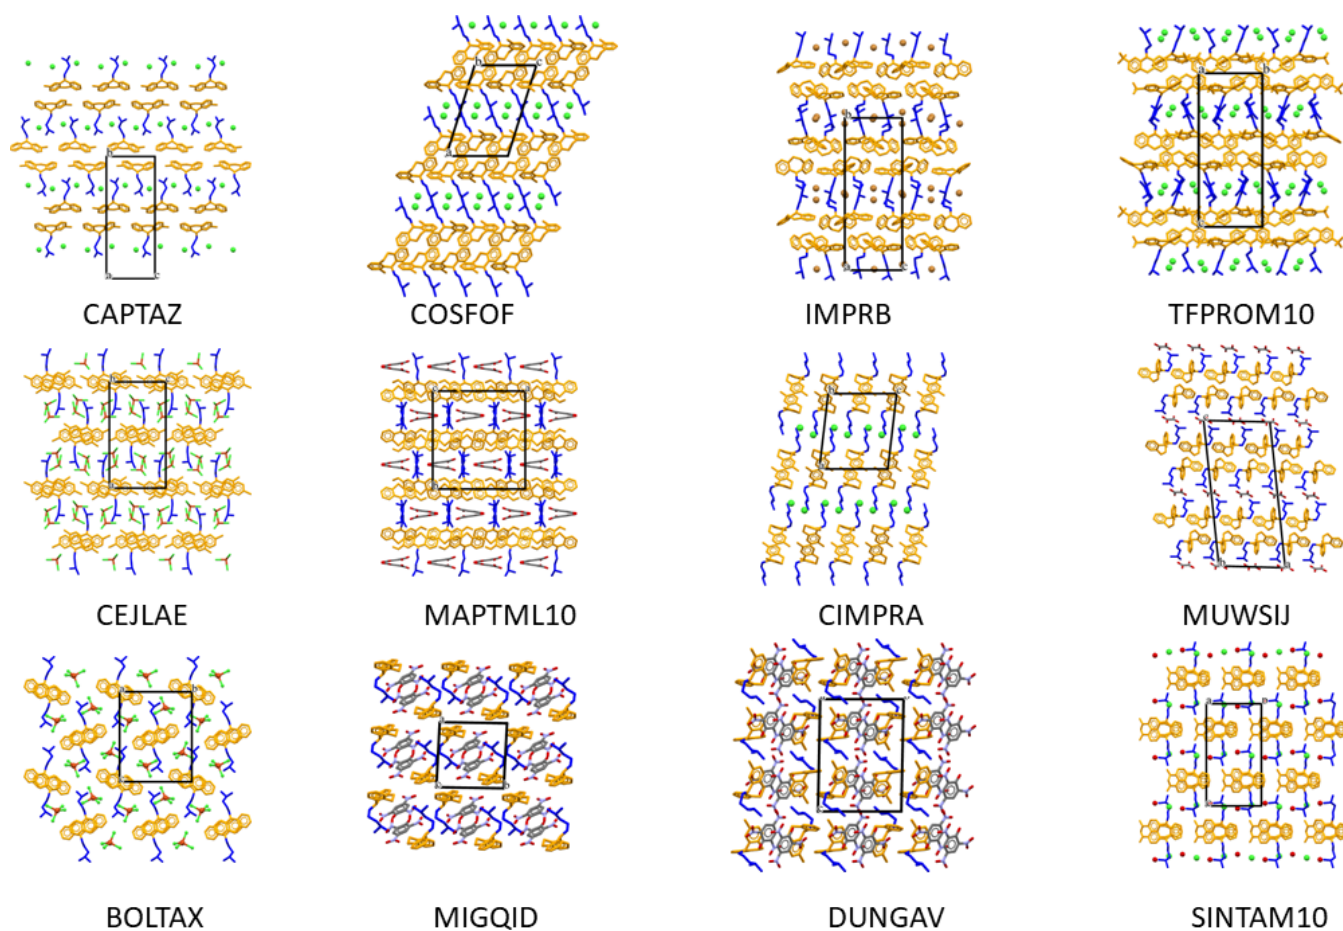 CAPTAZ
COSFOF
IMPRB
TFPROM10
CEJLAE
MAPTML10
CIMPRA
MUWSIJ
BOLTAX
MIGQID
DUNGAV
SINTAM10